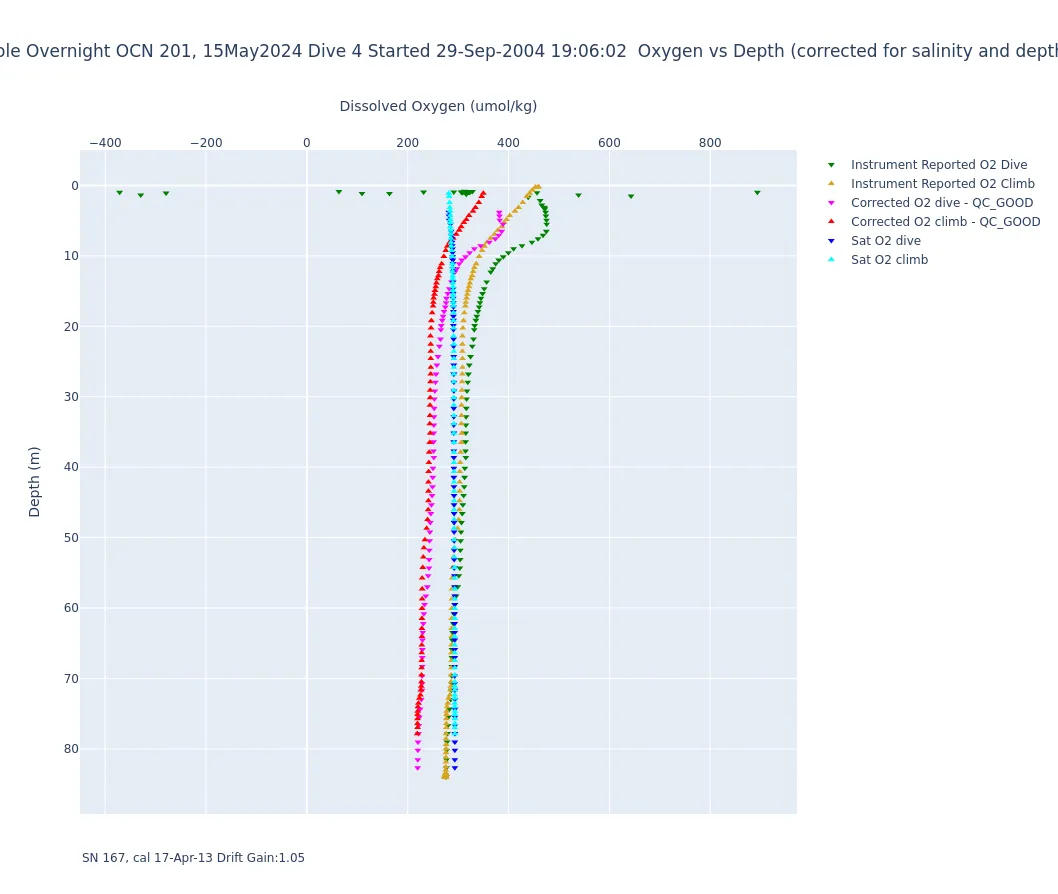 Overnight OCN 201, 15May2024 Dive 4 Started 29-Sep-2004 19:06:02 Oxygen vs Depth (corrected for salinity and
Dissolved Oxygen (umol/kg)
−400 −200 0 200 400 600 800
Instrument Reported O2 Dive
Instrument Reported O2 Climb
Corrected O2 dive - QC_GOOD
Corrected O2 climb - QC_GOOD
Sat O2 dive
Sat O2 climb
0
10
20
30
40
50
60
70
80
Depth (m)
SN 167, cal 17-Apr-13 Drift Gain:1.05